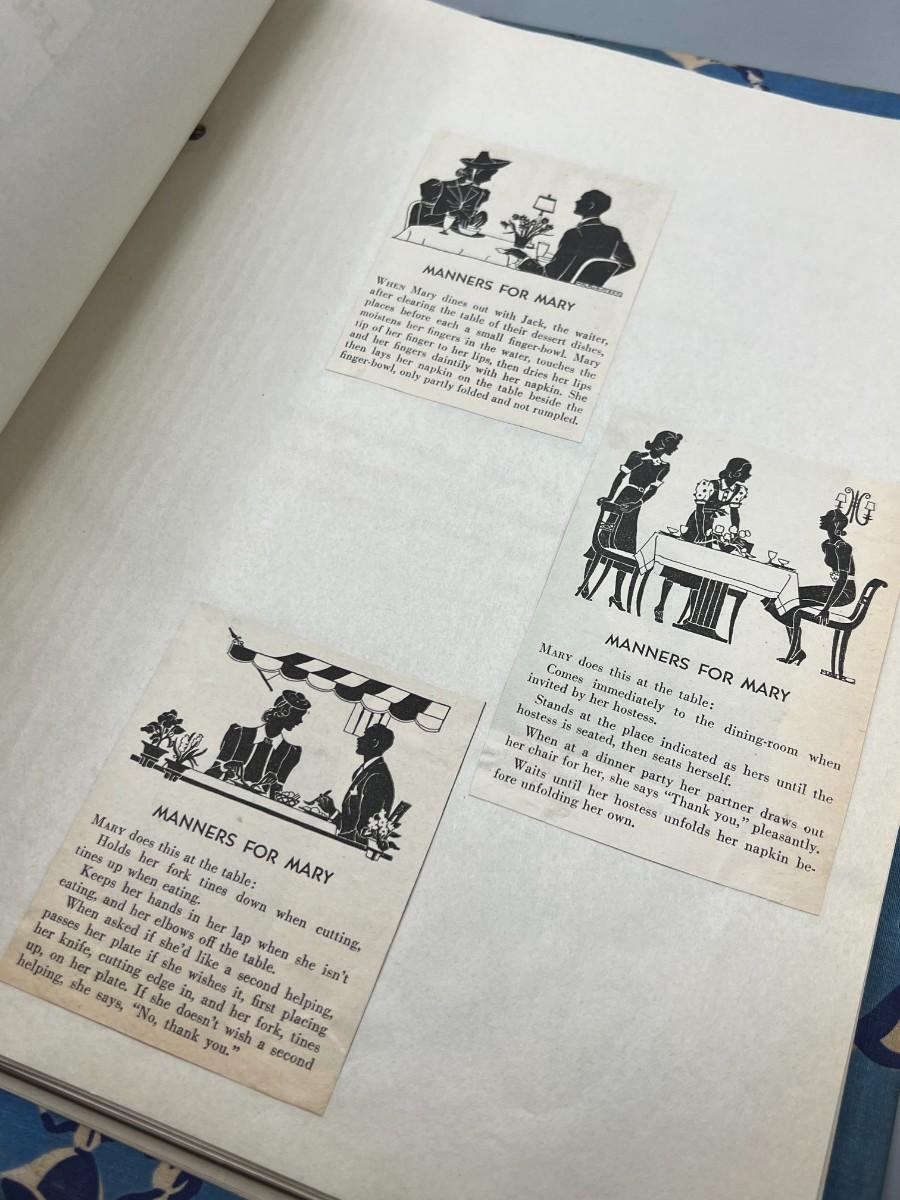 MANNERS FOR MARY
WHEN Mary dines out with Jack, the waiter,
after clearing the table of their dessert dishes,
places before each a small finger-bowl. Mary
moistens her fingers in the water, touches the
tip of her finger to her lips, then dries her lips
and her fingers daintily with her napkin. She
then lays her napkin on the table beside the
finger-bowl, only partly folded and not rumpled.
MANNERS FOR MARY
MARY does this at the table:
Comes immediately to the dining-room when
invited by her hostess.
Stands at the place indicated as hers until the
hostess is seated, then seats herself.
When at a dinner party her partner draws out
her chair for her, she says “Thank you,” pleasantly.
Waits until her hostess unfolds her napkin be-
fore unfolding her own.
MANNERS FOR MARY
MARY does this at the table:
Holds her fork tines down when cutting,
tines up when eating.
Keeps her hands in her lap when she isn't
eating, and her elbows off the table.
When asked if she'd like a second helping,
passes her plate if she wishes it, first placing
her knife, cutting edge in, and her fork, tines
up, on her plate. If she doesn't wish a second
helping, she says, “No, thank you.”